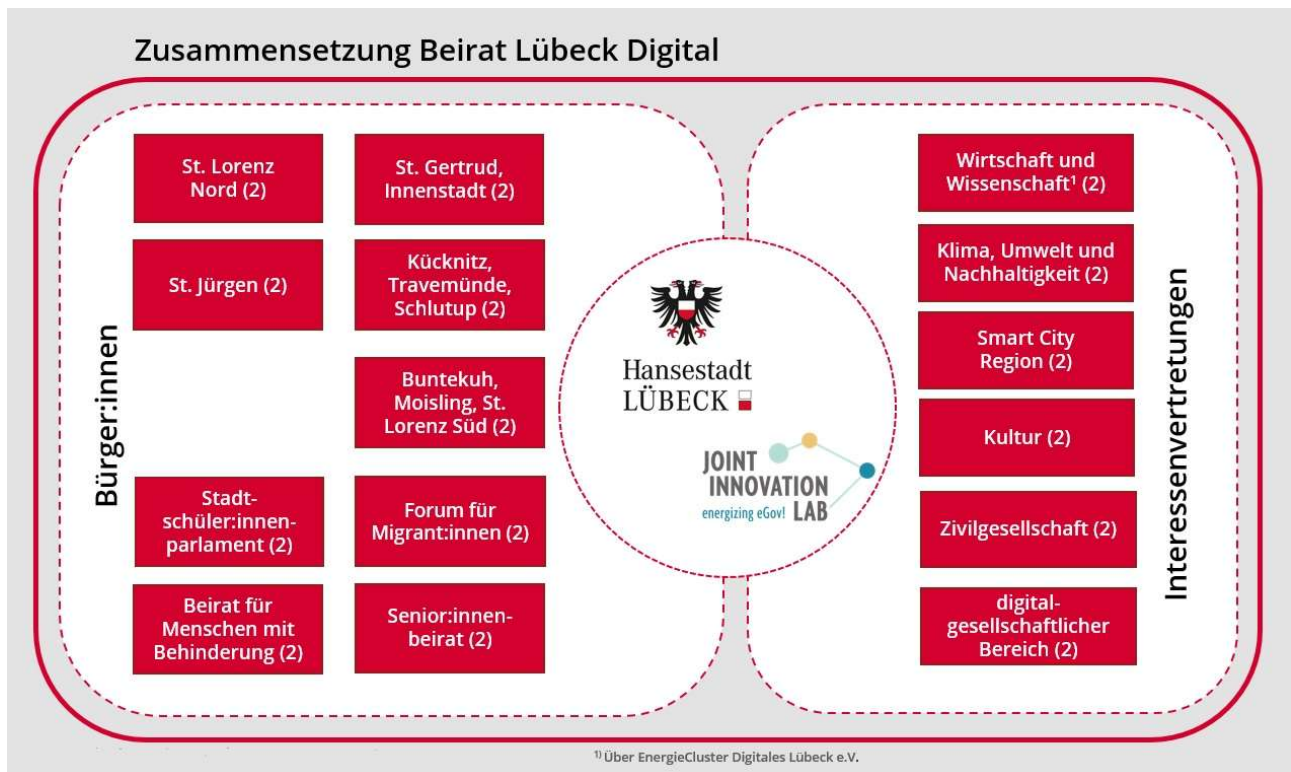 Zusammensetzung Beirat Lübeck Digital
Bürger:innen
St. Lorenz
Nord (2)
St. Gertrud,
Innenstadt (2)
St. Jürgen (2)
Kücknitz,
Travemünde,
Schlutup (2)
Buntekuh,
Moisling, St.
Lorenz Süd (2)
Stadt-
schüler:innen-
parlament (2)
Forum für
Migrant:innen (2)
Beirat für
Menschen mit
Behinderung (2)
Senior:innen-
beirat (2)
Hansestadt
LÜBECK
JOINT
INNOVATION
energizing eGov! LAB
Wirtschaft und
Wissenschaft¹ (2)
Klima, Umwelt und
Nachhaltigkeit (2)
Smart City
Region (2)
Kultur (2)
Zivilgesellschaft (2)
digital-
gesellschaftlicher
Bereich (2)
Interessenvertretungen
¹⁾ Über EnergieCluster Digitales Lübeck e.V.